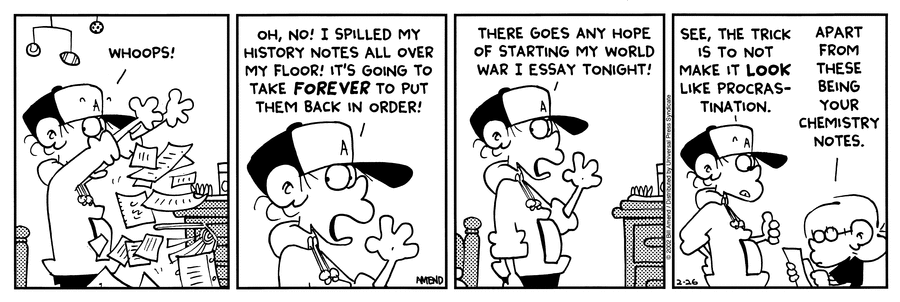 WHOOPS!
A
OH, NO! I SPILLED MY
HISTORY NOTES ALL OVER
MY FLOOR! IT'S GOING TO
TAKE FOREVER TO PUT
THEM BACK IN ORDER!
A
AMEND
THERE GOES ANY HOPE
OF STARTING MY WORLD
WAR I ESSAY TONIGHT!
© 2002 Bill Amend / Distributed by Universal Press Syndicate
SEE, THE TRICK
IS TO NOT
MAKE IT LOOK
LIKE PROCRAS-
TINATION.
A
2-26
APART
FROM
THESE
BEING
YOUR
CHEMISTRY
NOTES.